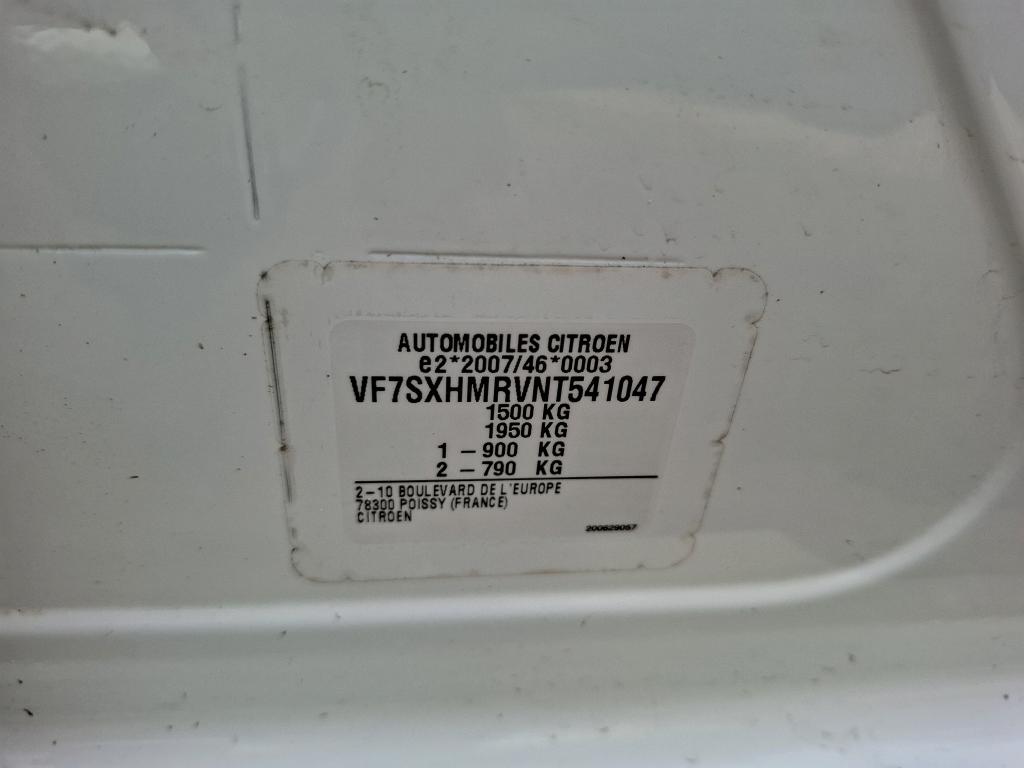 AUTOMOBILES CITROEN
e2*2007/46*0003
VF7SXHMRVNT541047
1500 KG
1950 KG
1 – 900 KG
2 – 790 KG
2–10 BOULEVARD DE L'EUROPE
78300 POISSY (FRANCE)
CITROEN
200629067